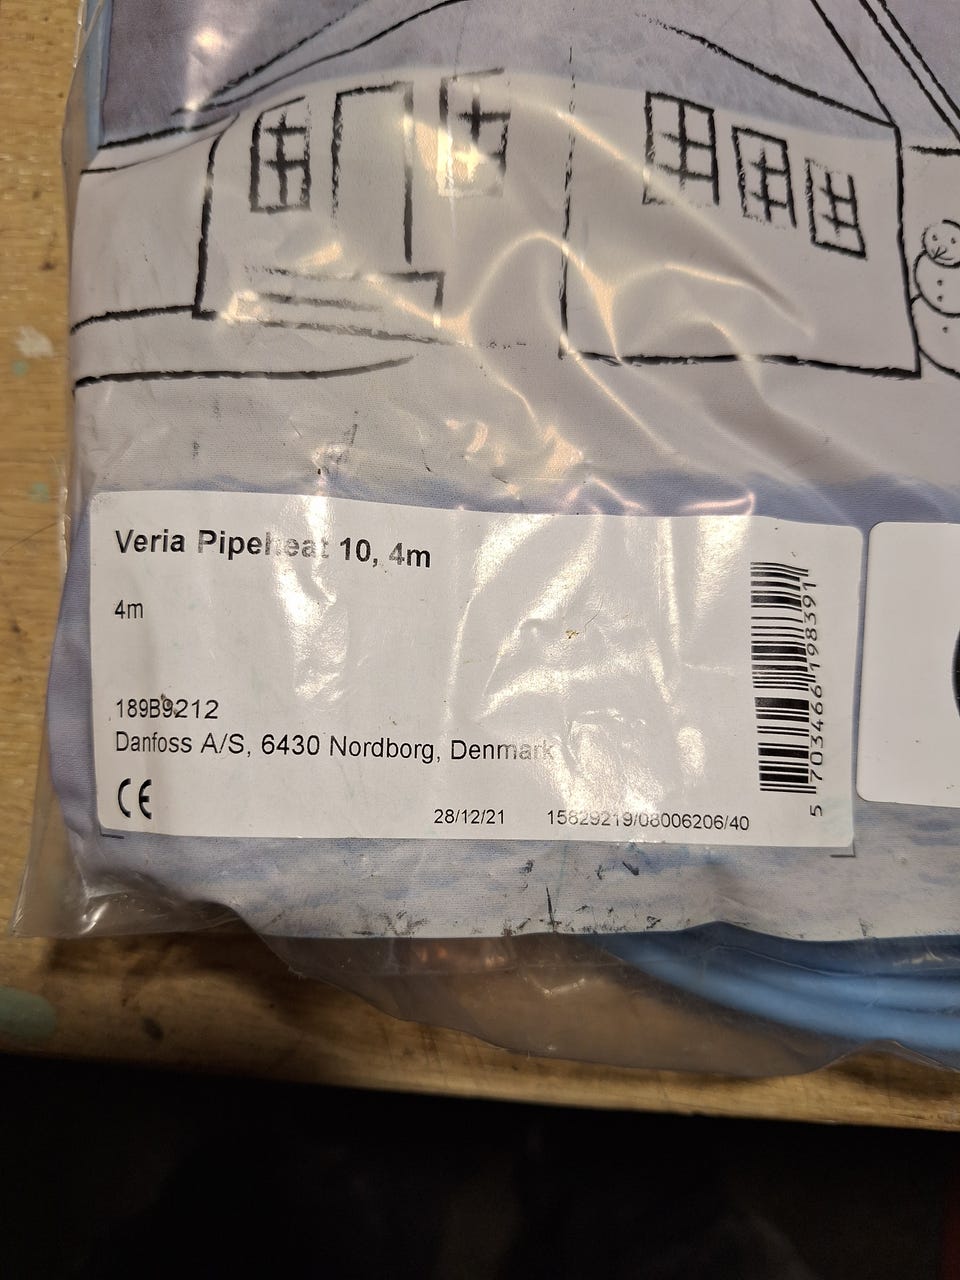 Veria Pipeheat 10, 4m
4m
189B9212
Danfoss A/S, 6430 Nordborg, Denmark
CE
28/12/21 15829219/08006206/40
5 703466 198391